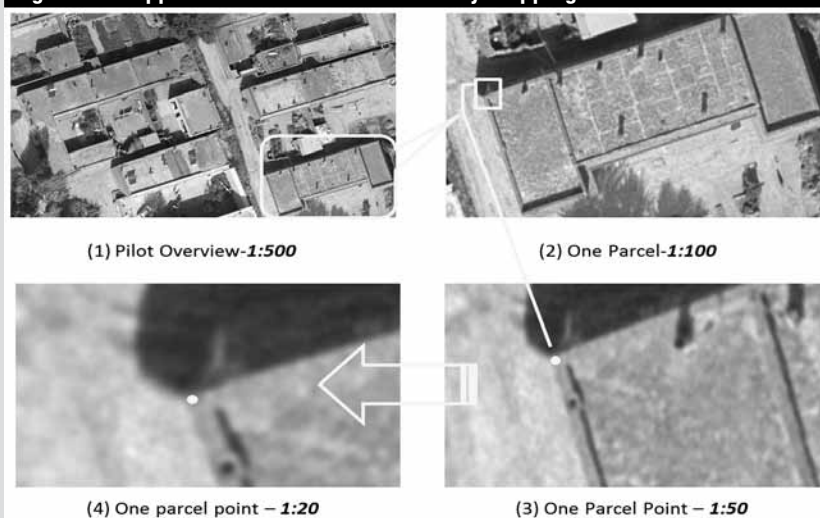 (1) Pilot Overview-1:500
(2) One Parcel-1:100
(4) One parcel point – 1:20
(3) One Parcel Point – 1:50